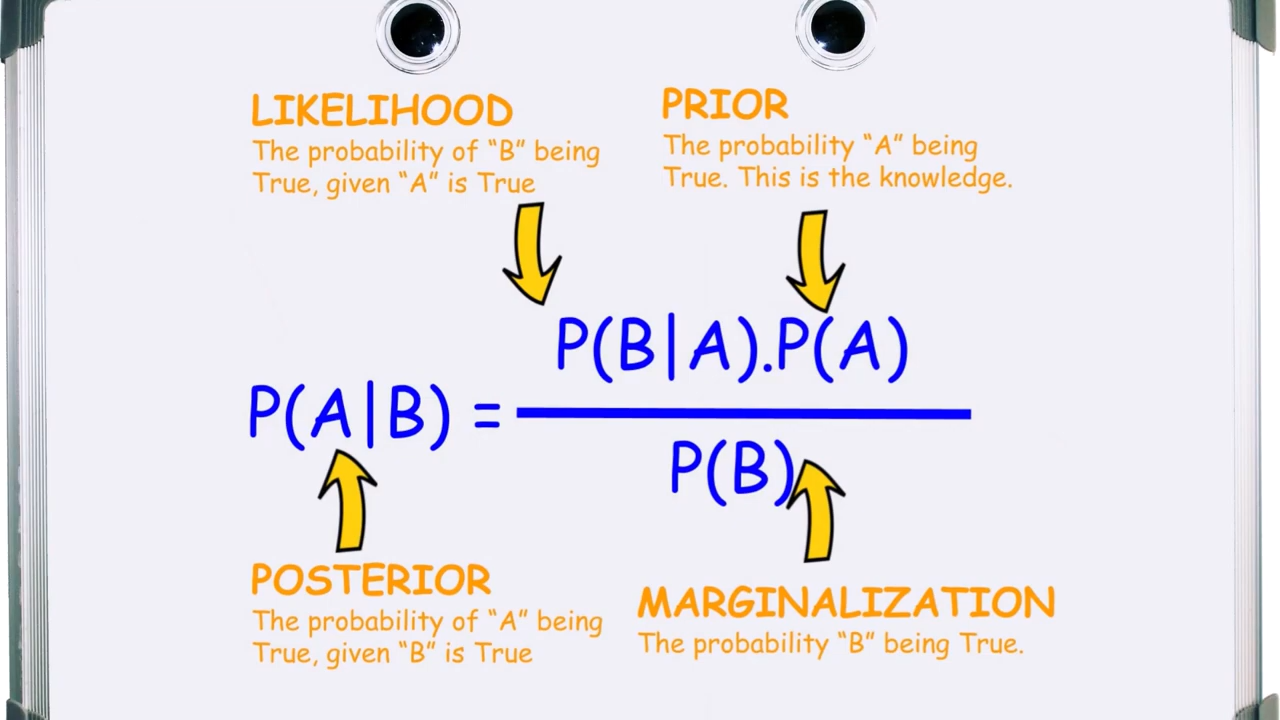 LIKELIHOOD
The probability of “B” being
True, given “A” is True
PRIOR
The probability “A” being
True. This is the knowledge.
P(B|A).P(A)
P(A|B) =
P(B)
POSTERIOR
The probability of “A” being
True, given “B” is True
MARGINALIZATION
The probability “B” being True.